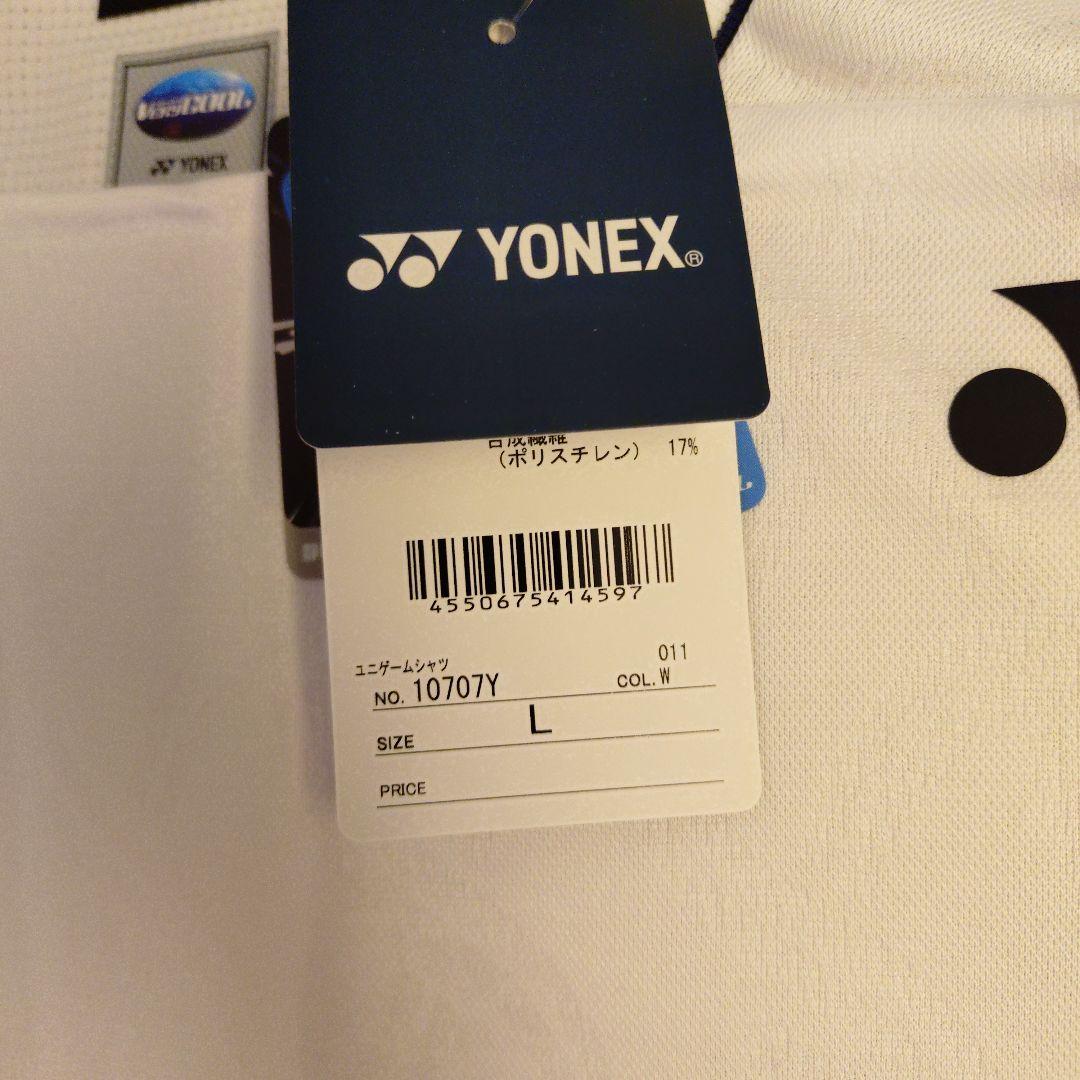 VERYCOOL
YONEX
YONEX®
合成繊維
（ポリスチレン） 17%
4550675414597
ユニゲームシャツ 011
NO. 10707Y COL. W
SIZE L
PRICE